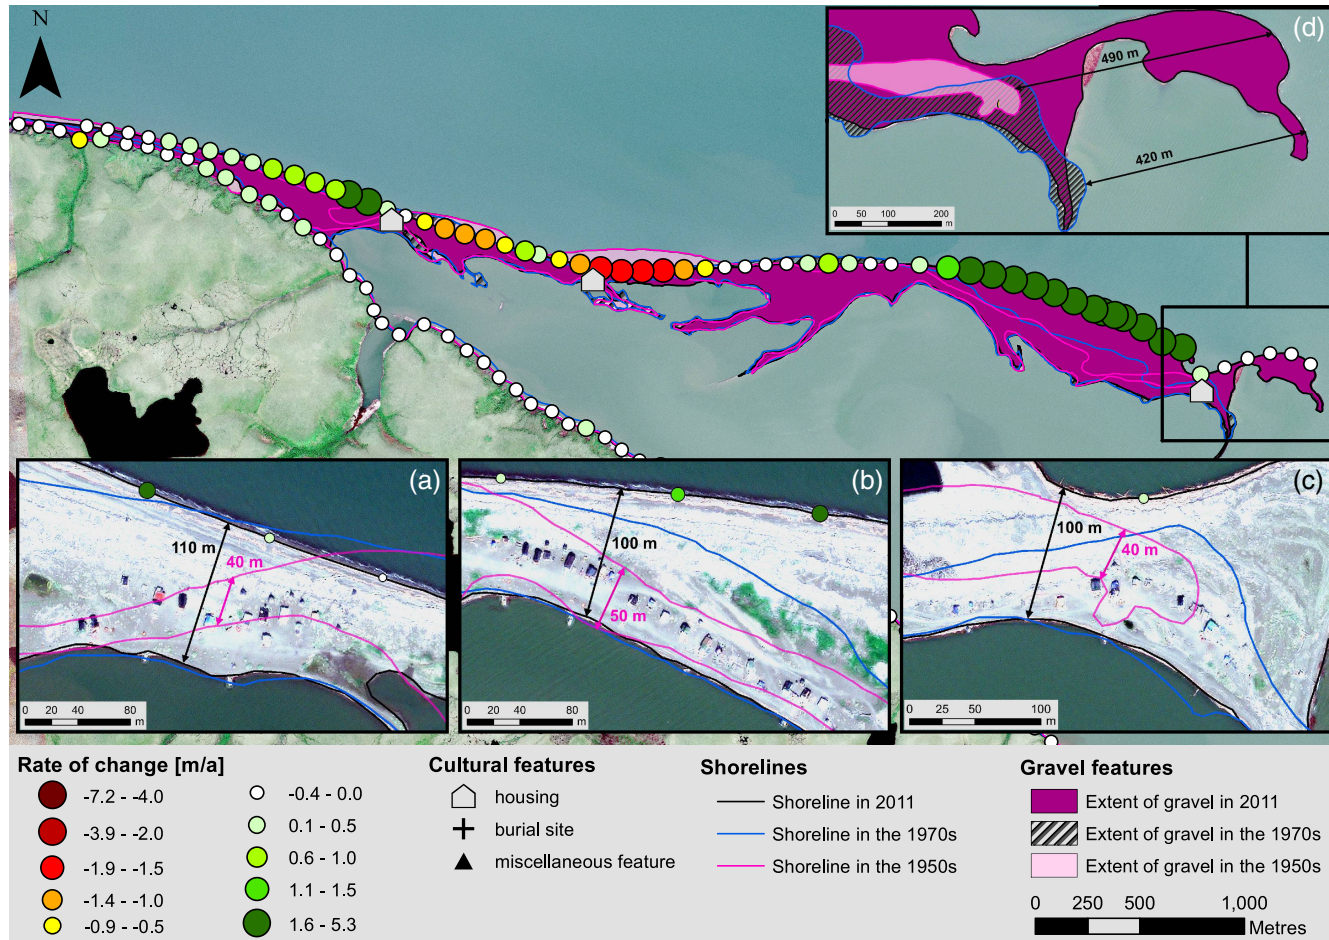 N
(d)
490 m
420 m
0 50 100 200
m
(a)
110 m
40 m
0 20 40 80
m
(b)
100 m
50 m
0 20 40 80
m
(c)
100 m
40 m
0 25 50 100
m
Rate of change [m/a]
-7.2 - -4.0
-3.9 - -2.0
-1.9 - -1.5
-1.4 - -1.0
-0.9 - -0.5
-0.4 - 0.0
0.1 - 0.5
0.6 - 1.0
1.1 - 1.5
1.6 - 5.3
Cultural features
housing
burial site
miscellaneous feature
Shorelines
Shoreline in 2011
Shoreline in the 1970s
Shoreline in the 1950s
Gravel features
Extent of gravel in 2011
Extent of gravel in the 1970s
Extent of gravel in the 1950s
0 250 500 1,000
Metres